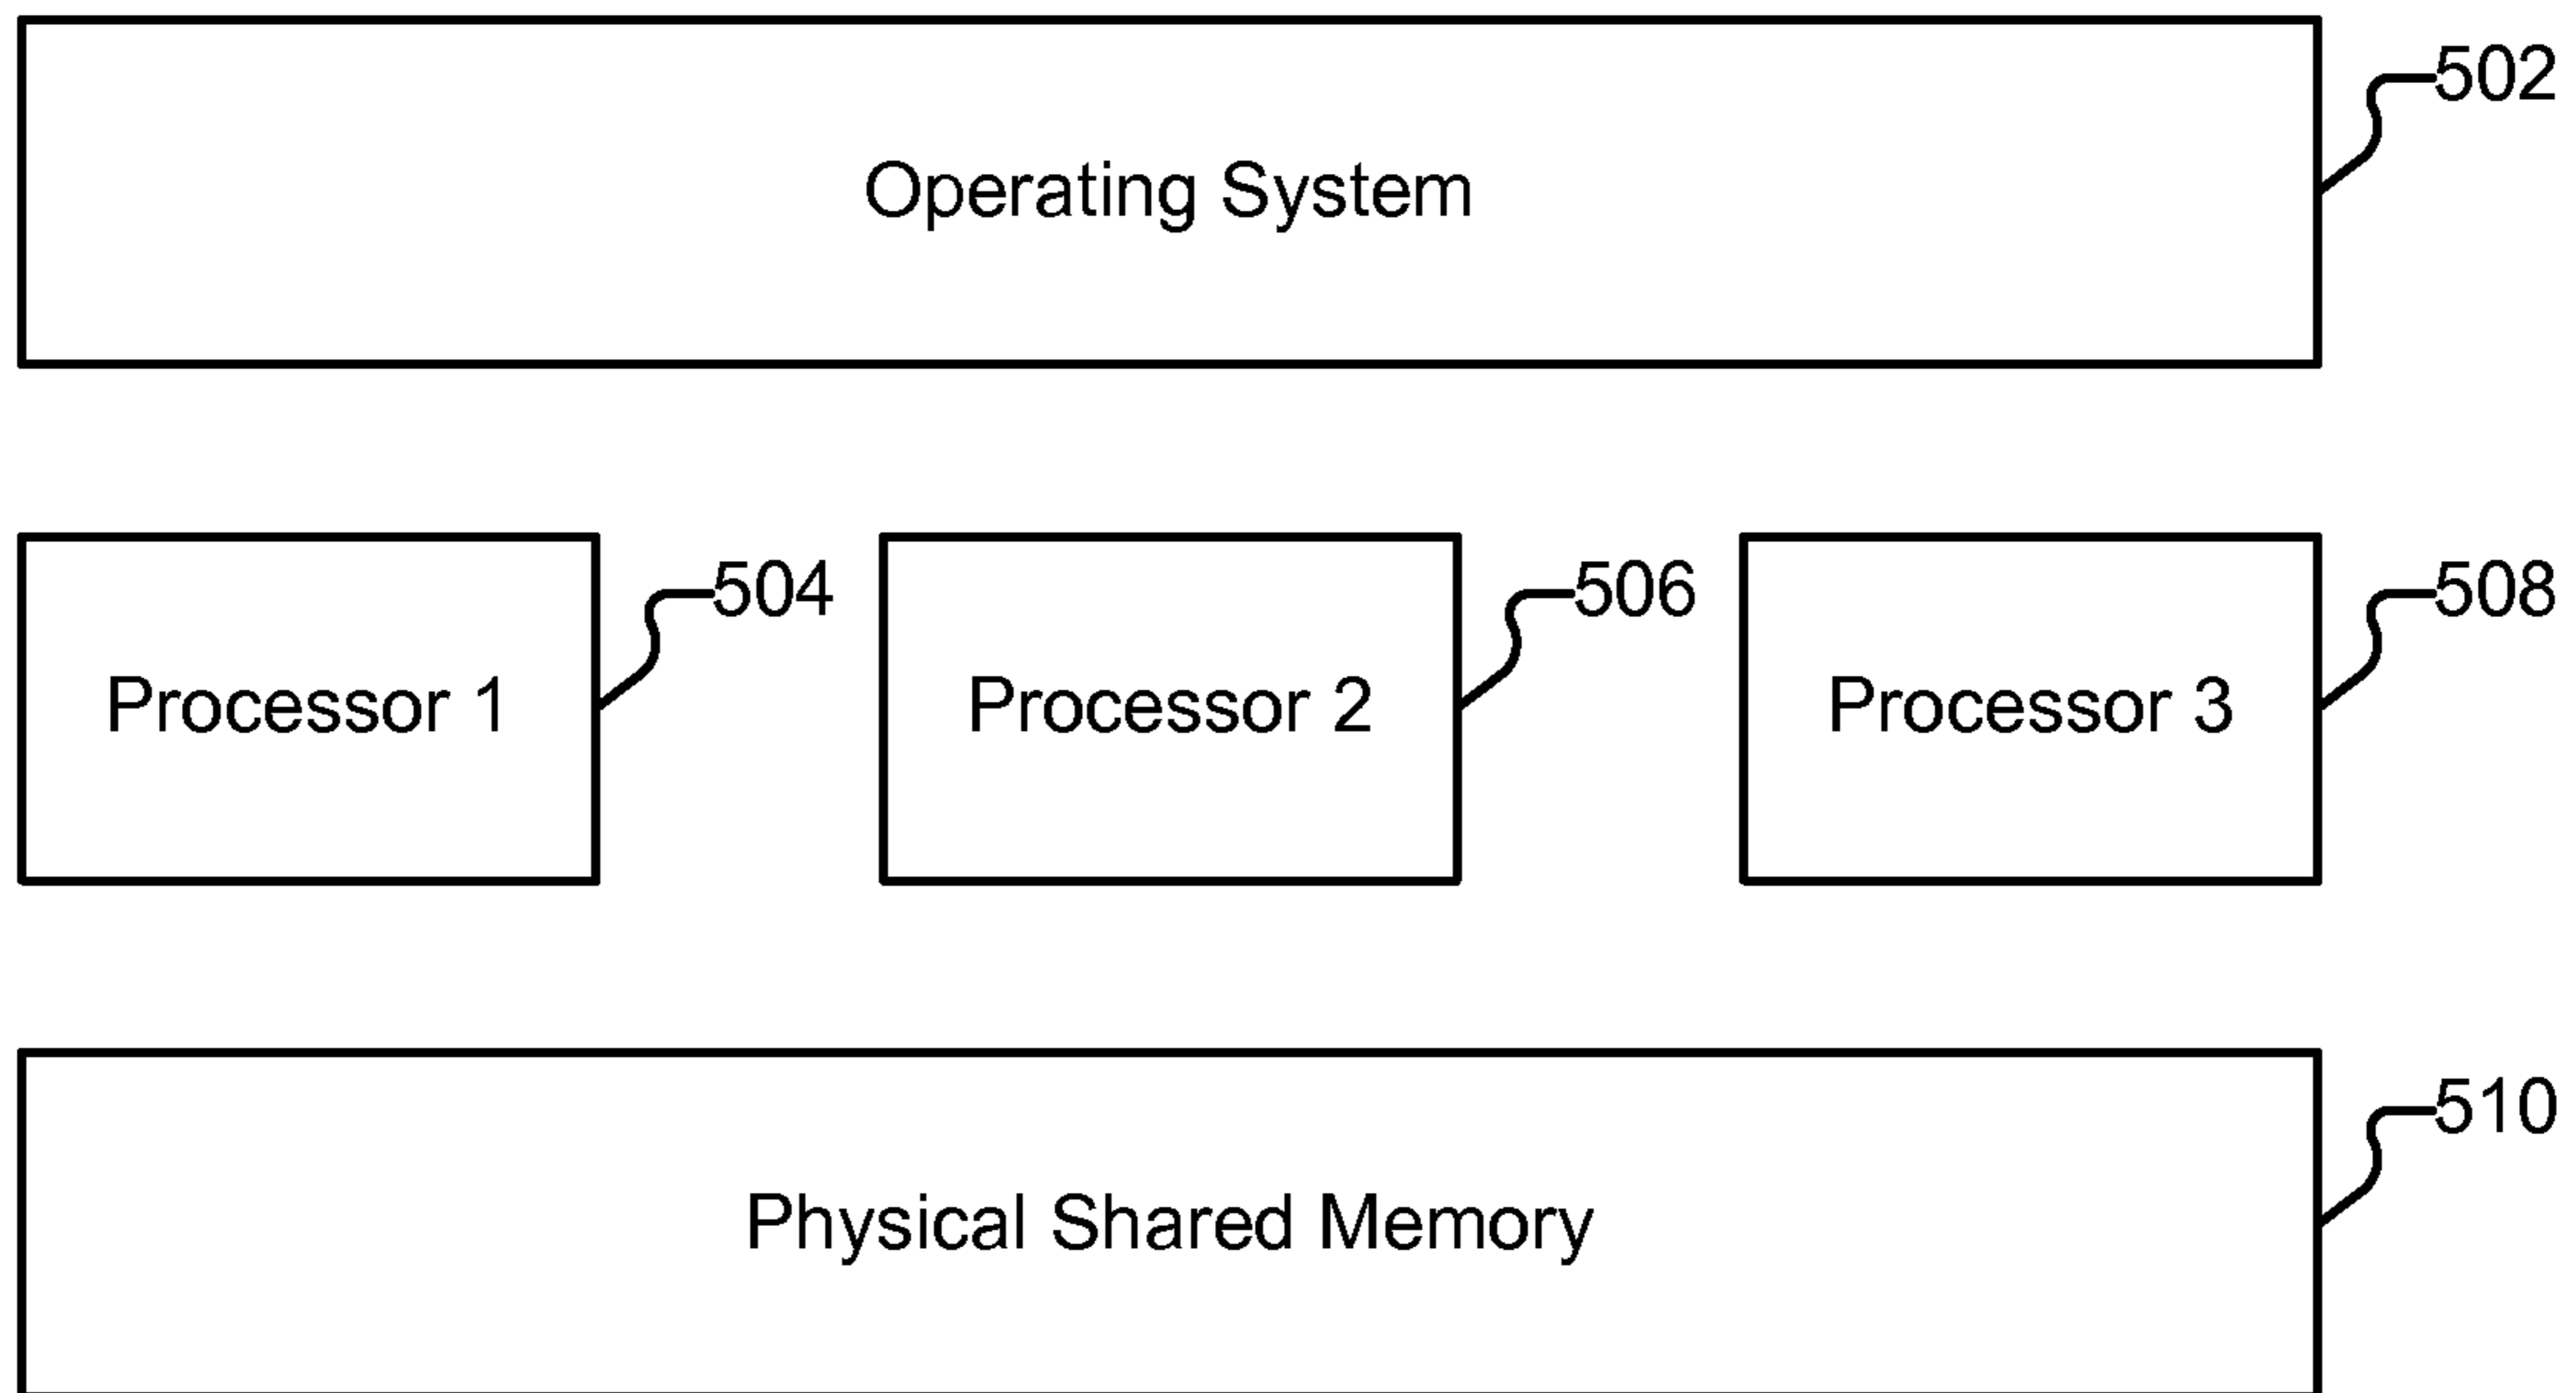 502
Operating System
504
506
508
Processor 1
Processor 2
Processor 3
510
Physical Shared Memory